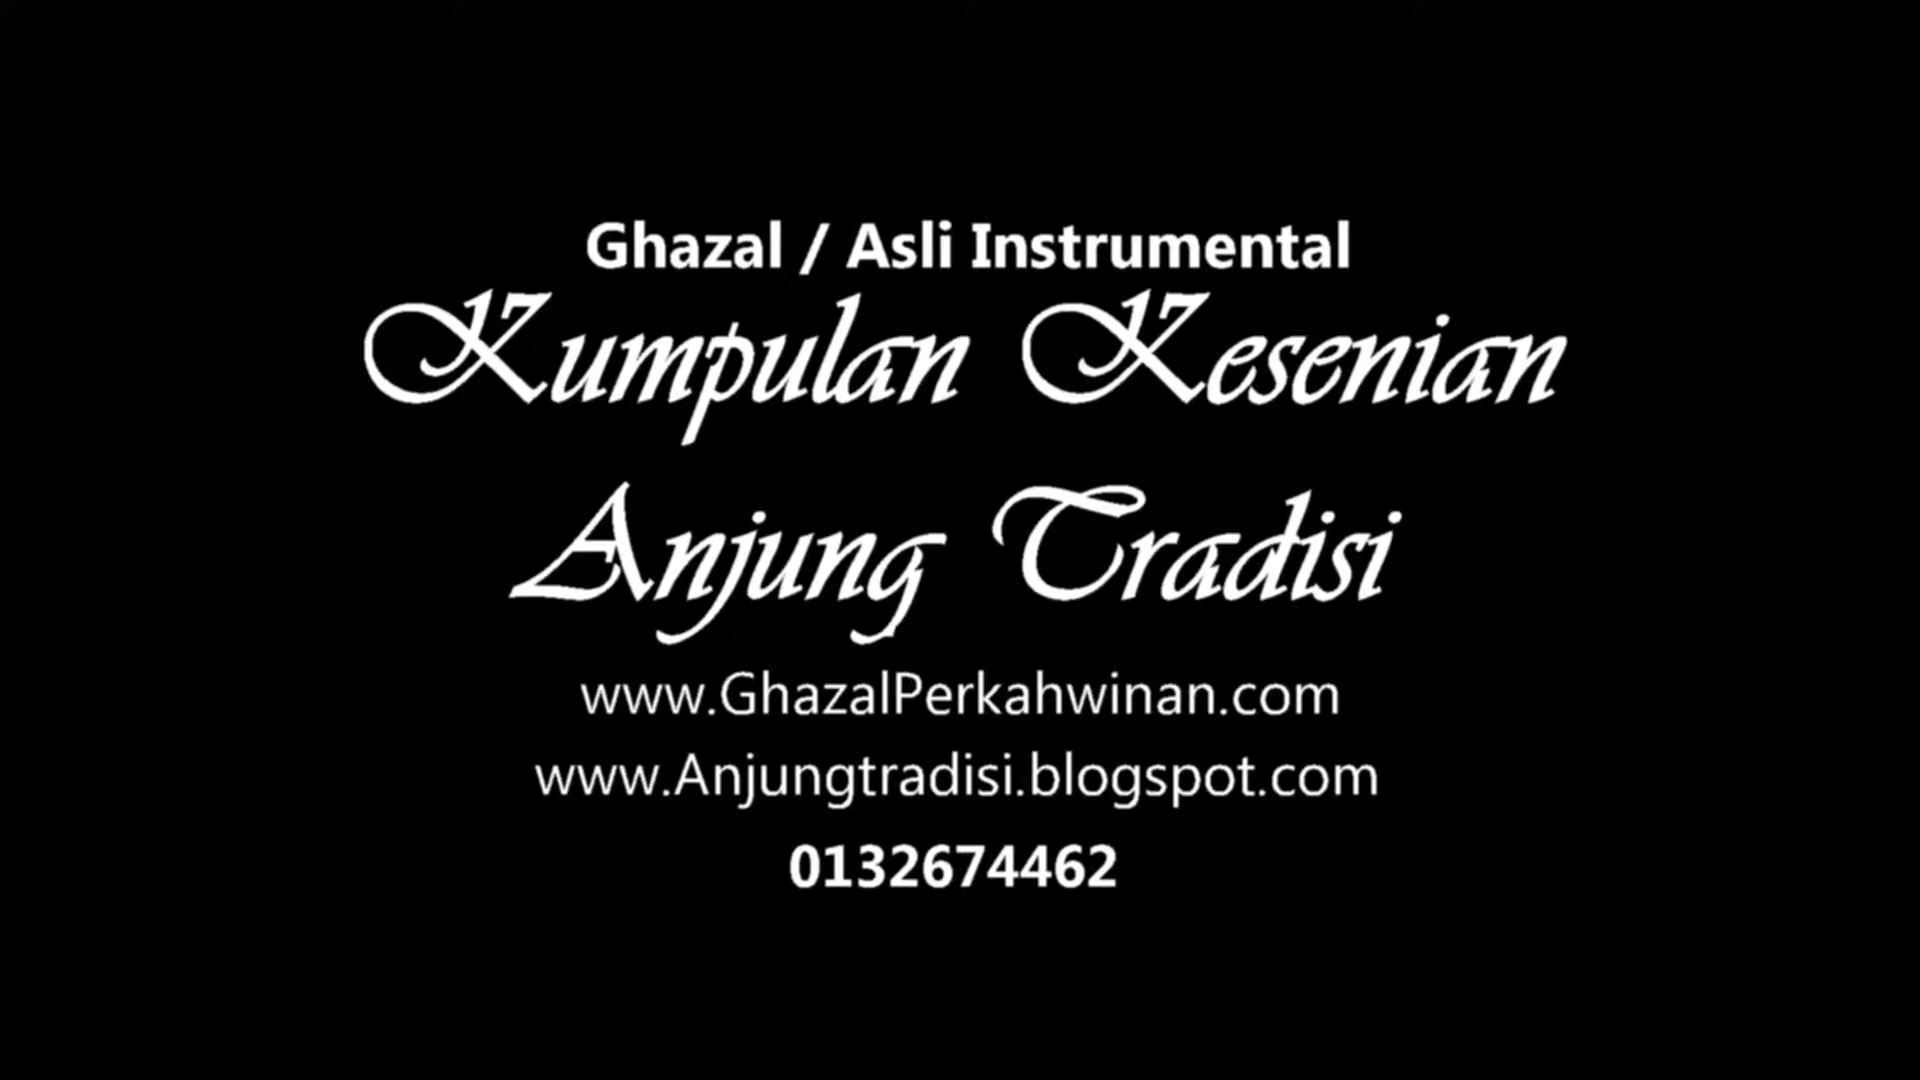 Ghazal / Asli Instrumental
Kumpulan Kesenian
Anjung Tradisi
www.GhazalPerkahwinan.com
www.Anjungtradisi.blogspot.com
0132674462